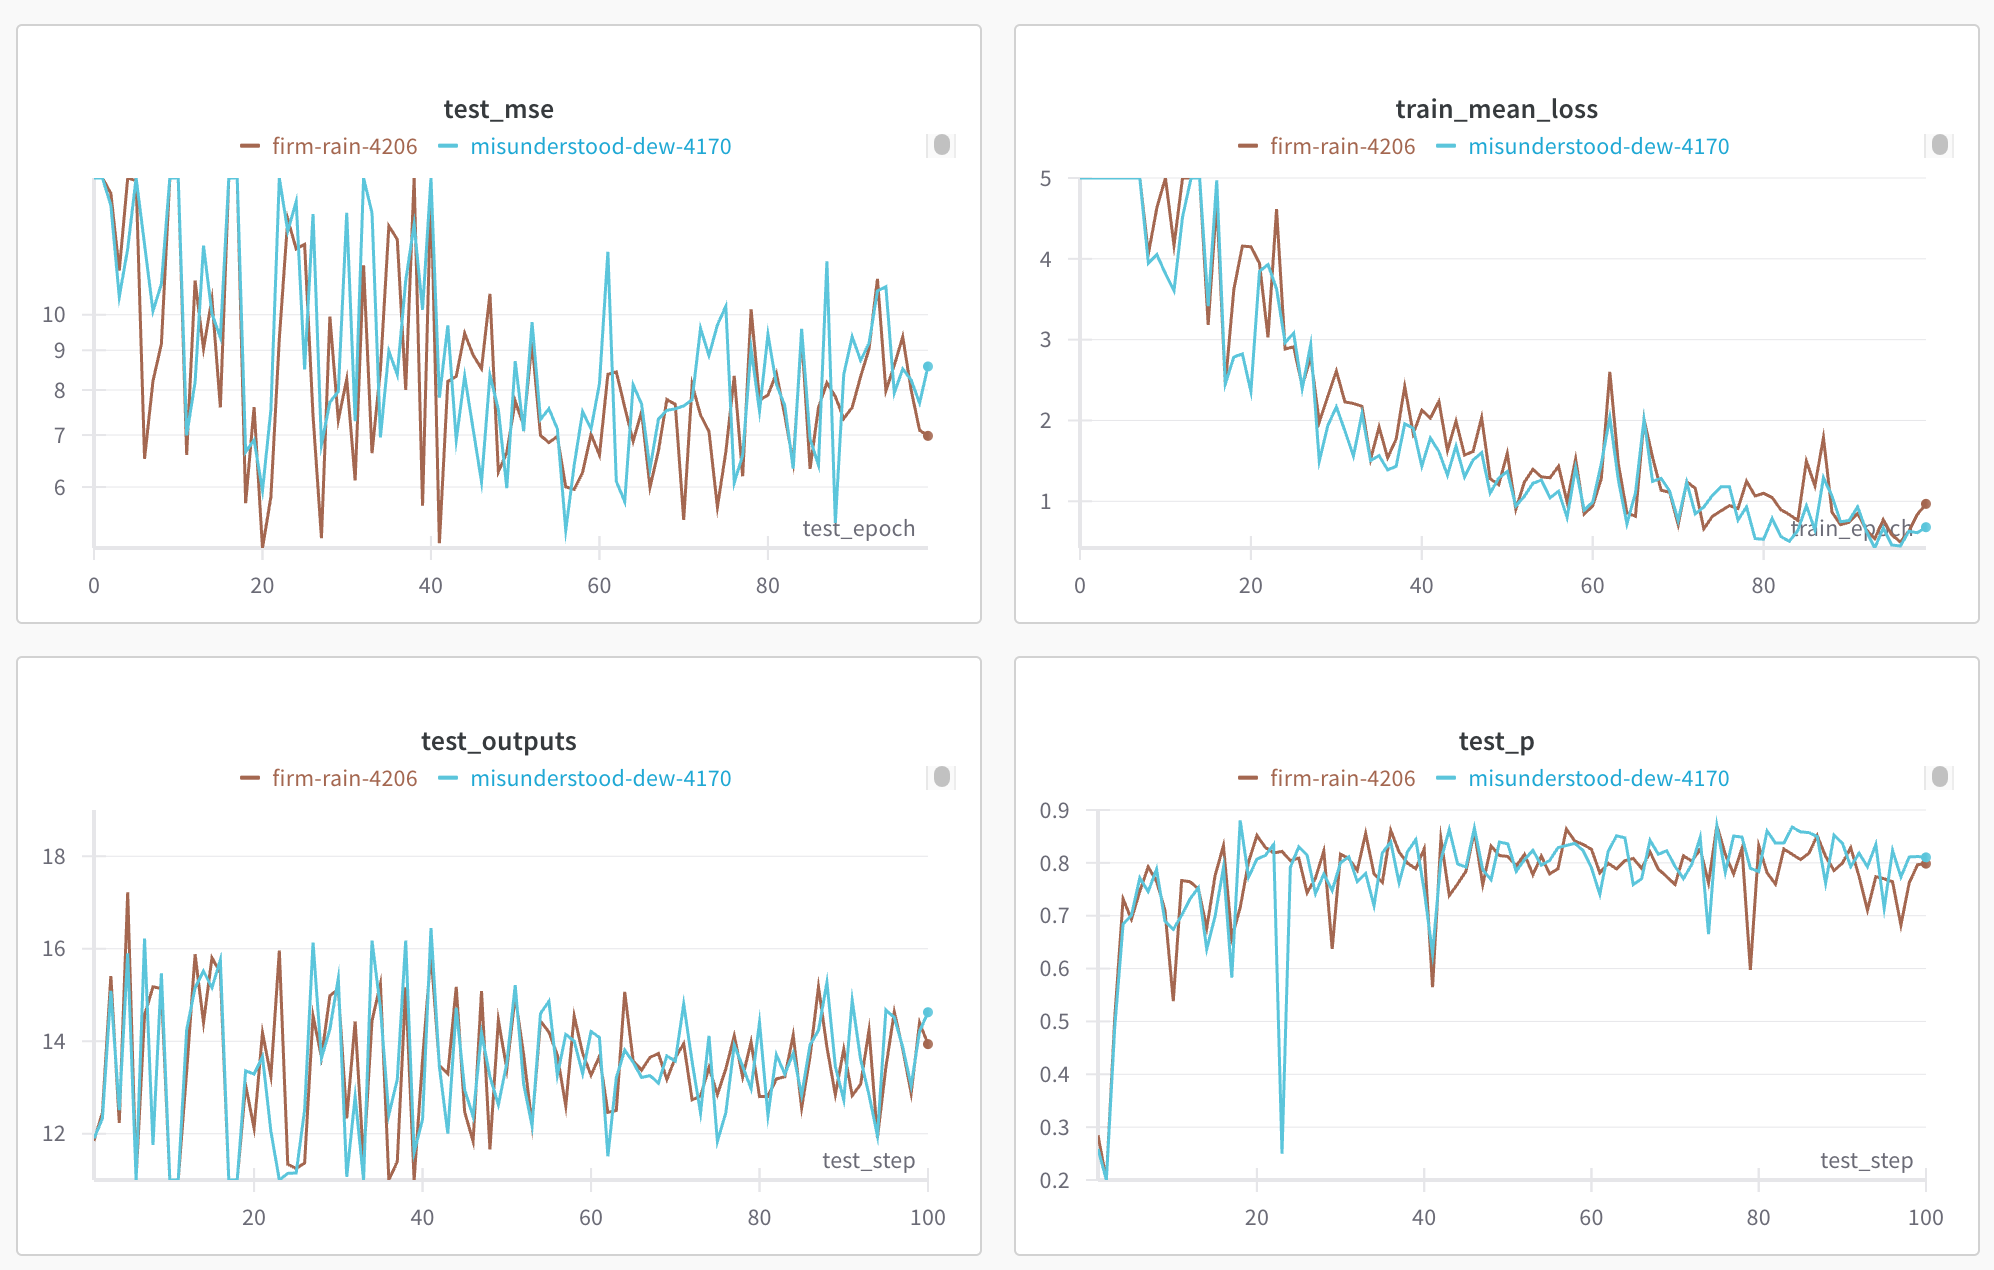 test_mse
firm-rain-4206 misunderstood-dew-4170
10
9
8
7
6
test_epoch
0 20 40 60 80
train_mean_loss
firm-rain-4206 misunderstood-dew-4170
5
4
3
2
1
train_epoch
0 20 40 60 80
test_outputs
firm-rain-4206 misunderstood-dew-4170
18
16
14
12
test_step
20 40 60 80 100
test_p
firm-rain-4206 misunderstood-dew-4170
0.9
0.8
0.7
0.6
0.5
0.4
0.3
0.2
test_step
20 40 60 80 100